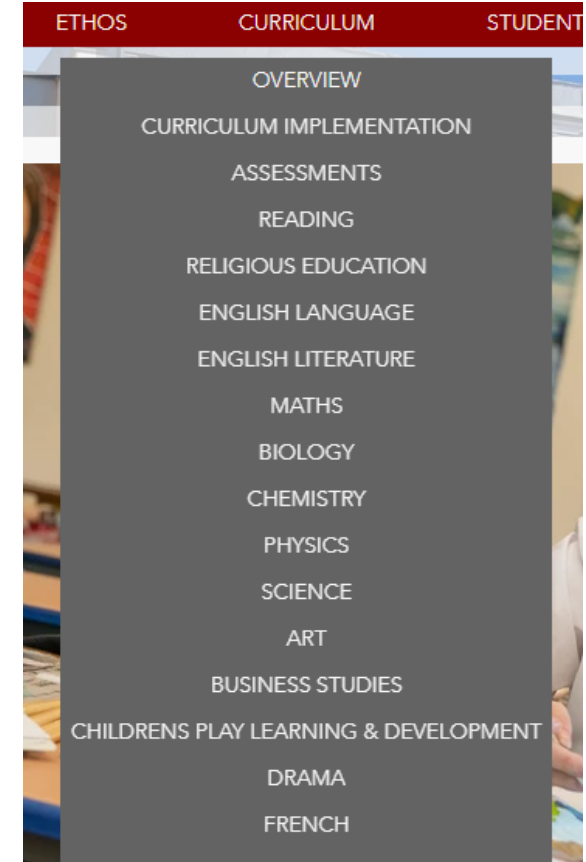 ETHOS CURRICULUM STUDENT
OVERVIEW
CURRICULUM IMPLEMENTATION
ASSESSMENTS
READING
RELIGIOUS EDUCATION
ENGLISH LANGUAGE
ENGLISH LITERATURE
MATHS
BIOLOGY
CHEMISTRY
PHYSICS
SCIENCE
ART
BUSINESS STUDIES
CHILDRENS PLAY LEARNING & DEVELOPMENT
DRAMA
FRENCH